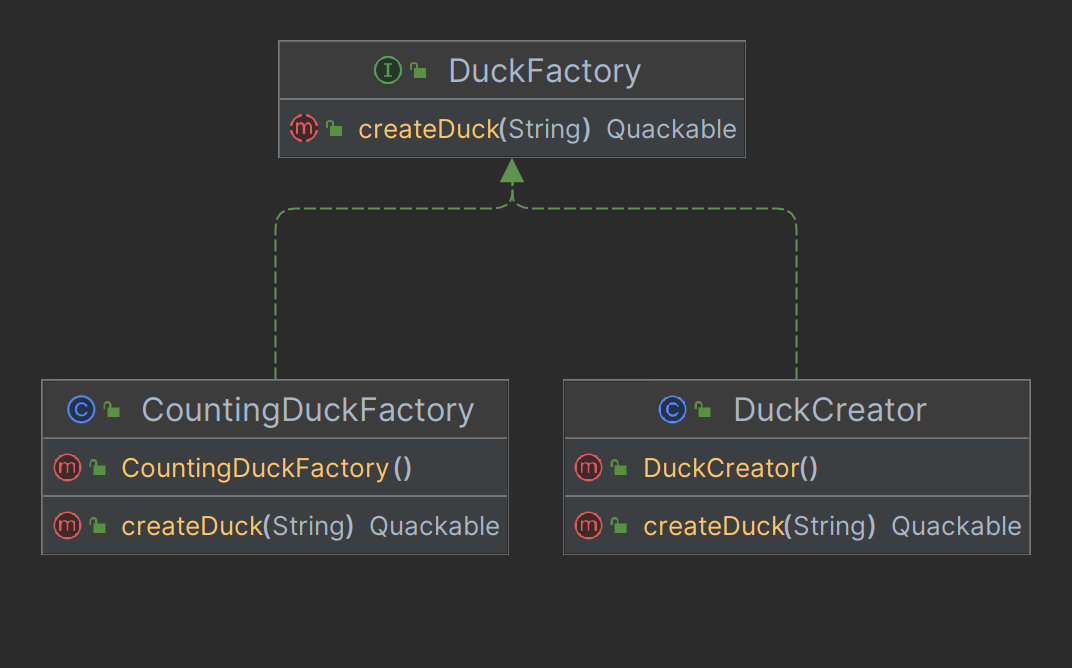 I DuckFactory
m createDuck(String) Quackable
C CountingDuckFactory
m CountingDuckFactory()
m createDuck(String) Quackable
C DuckCreator
m DuckCreator()
m createDuck(String) Quackable